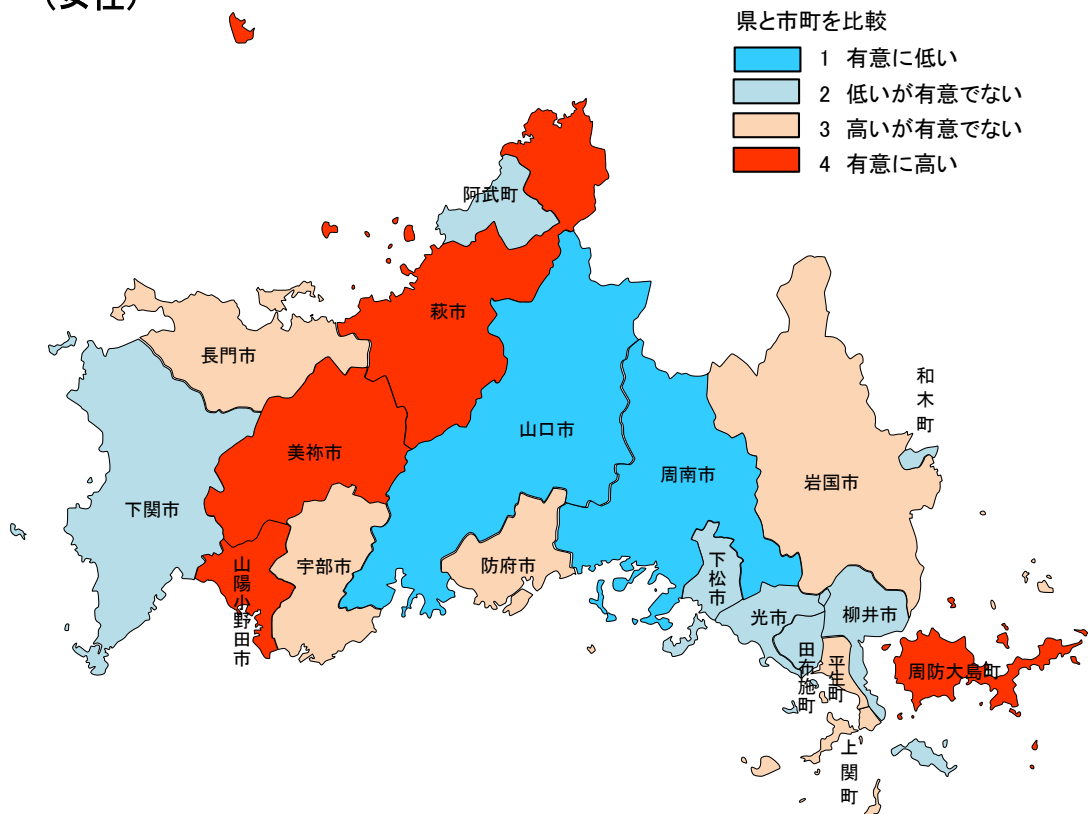 （女性）
県と市町を比較
1 有意に低い
2 低いが有意でない
3 高いが有意でない
4 有意に高い
阿武町
萩市
長門市
和木町
山口市
美祢市
周南市
岩国市
下関市
山陽小野田市
宇部市
防府市
下松市
光市
柳井市
田布施町
平生町
周防大島町
上関町